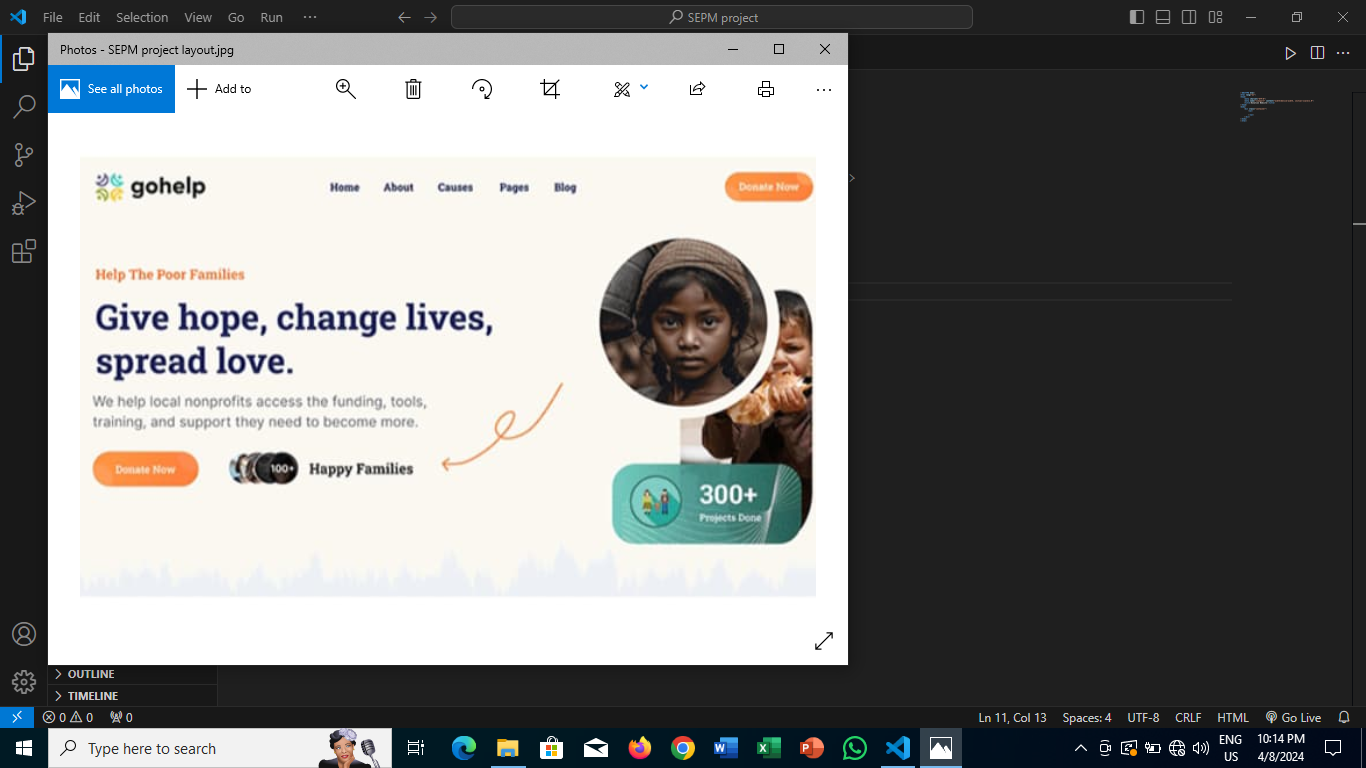 File Edit Selection View Go Run ···
SEPM project
Photos - SEPM project layout.jpg
See all photos
Add to
gohelp
Home About Causes Pages Blog
Donate Now
Help The Poor Families
Give hope, change lives,
spread love.
We help local nonprofits access the funding, tools,
training, and support they need to become more.
Donate Now
100+
Happy Families
300+
Projects Done
OUTLINE
TIMELINE
0 0 0
Ln 11, Col 13 Spaces: 4 UTF-8 CRLF HTML Go Live
Type here to search
ENG
US
10:14 PM
4/8/2024